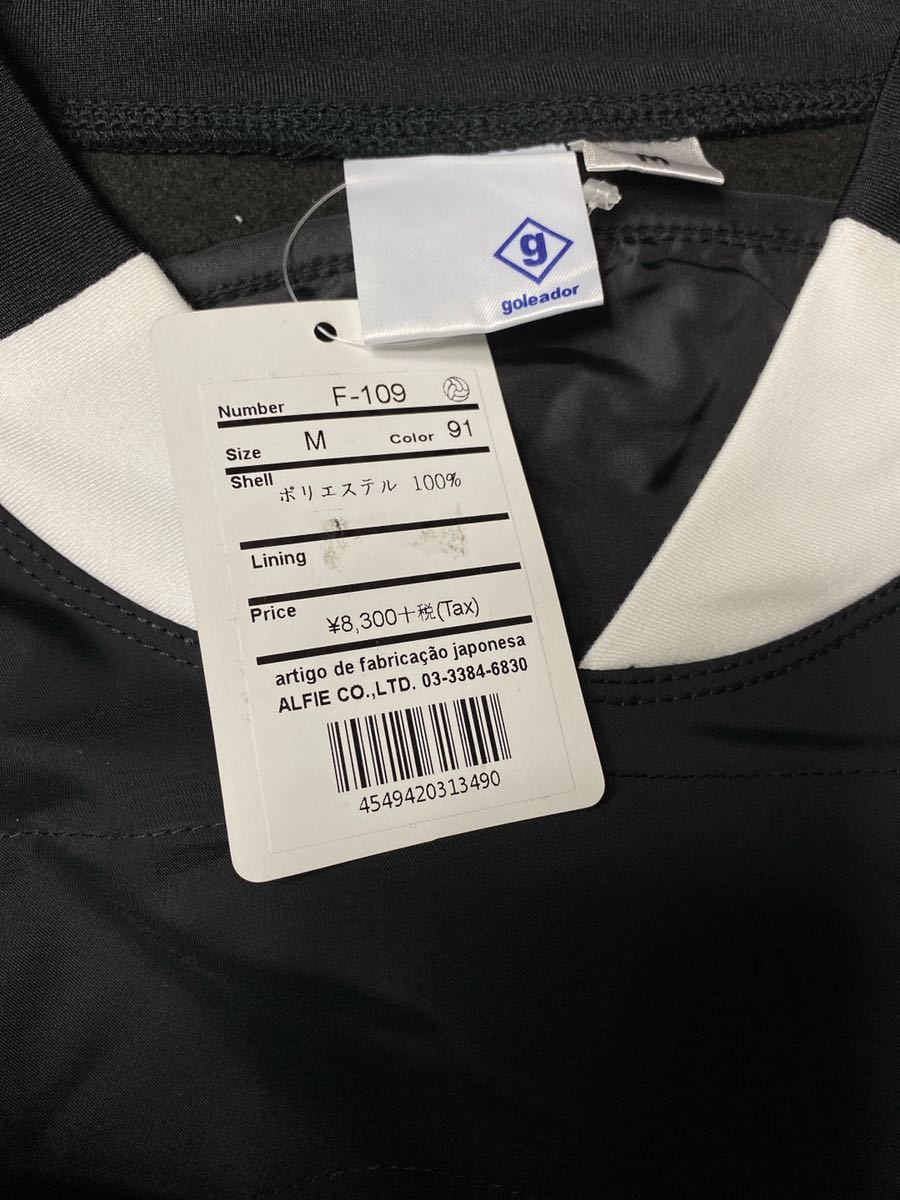 M
g
goleador
Number F-109
Size M Color 91
Shell ポリエステル 100%
Lining
Price ¥8,300+税(Tax)
artigo de fabricação japonesa
ALFIE CO.,LTD. 03-3384-6830
4549420313490